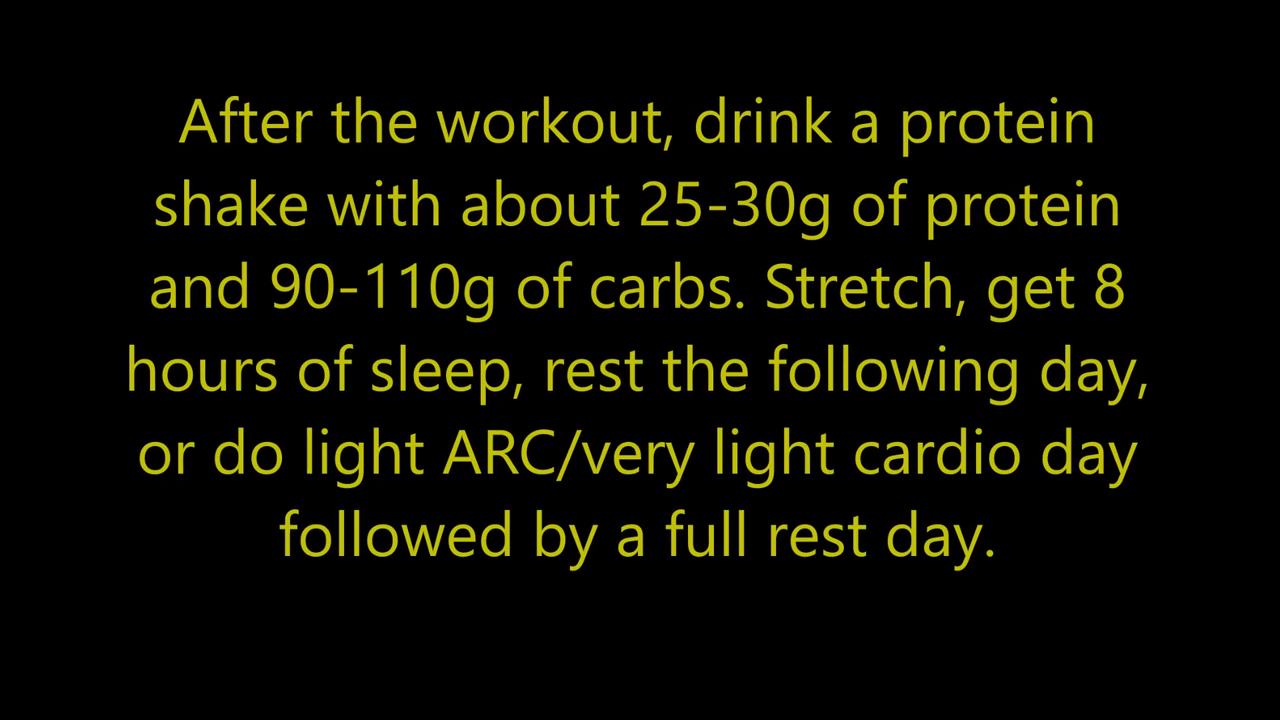 After the workout, drink a protein
shake with about 25-30g of protein
and 90-110g of carbs. Stretch, get 8
hours of sleep, rest the following day,
or do light ARC/very light cardio day
followed by a full rest day.